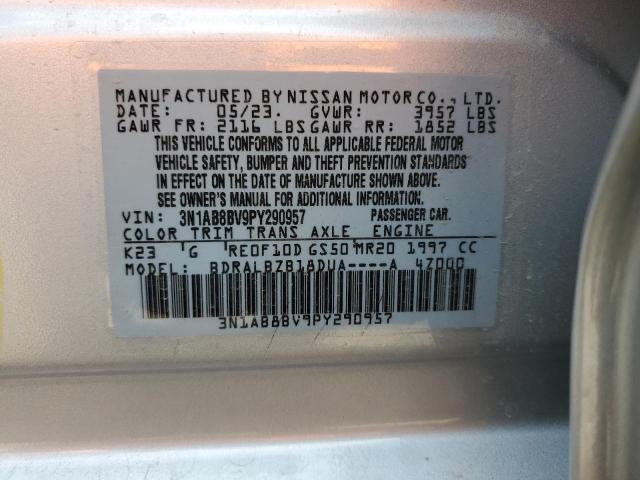 MANUFACTURED BY NISSAN MOTOR CO., LTD.
DATE: 05/23. GVWR: 3957 LBS
GAWR FR: 2116 LBS GAWR RR: 1852 LBS
THIS VEHICLE CONFORMS TO ALL APPLICABLE FEDERAL MOTOR
VEHICLE SAFETY, BUMPER AND THEFT PREVENTION STANDARDS
IN EFFECT ON THE DATE OF MANUFACTURE SHOWN ABOVE.
SEE OWNER'S MANUAL FOR ADDITIONAL INFORMATION.
VIN: 3N1AB8BV9PY290957 PASSENGER CAR.
COLOR TRIM TRANS AXLE ENGINE
K23 G RE0F10D GS50 MR20 1997 CC
MODEL: BDRALBZB18DUA----A 4Z000
3N1AB8BV9PY290957